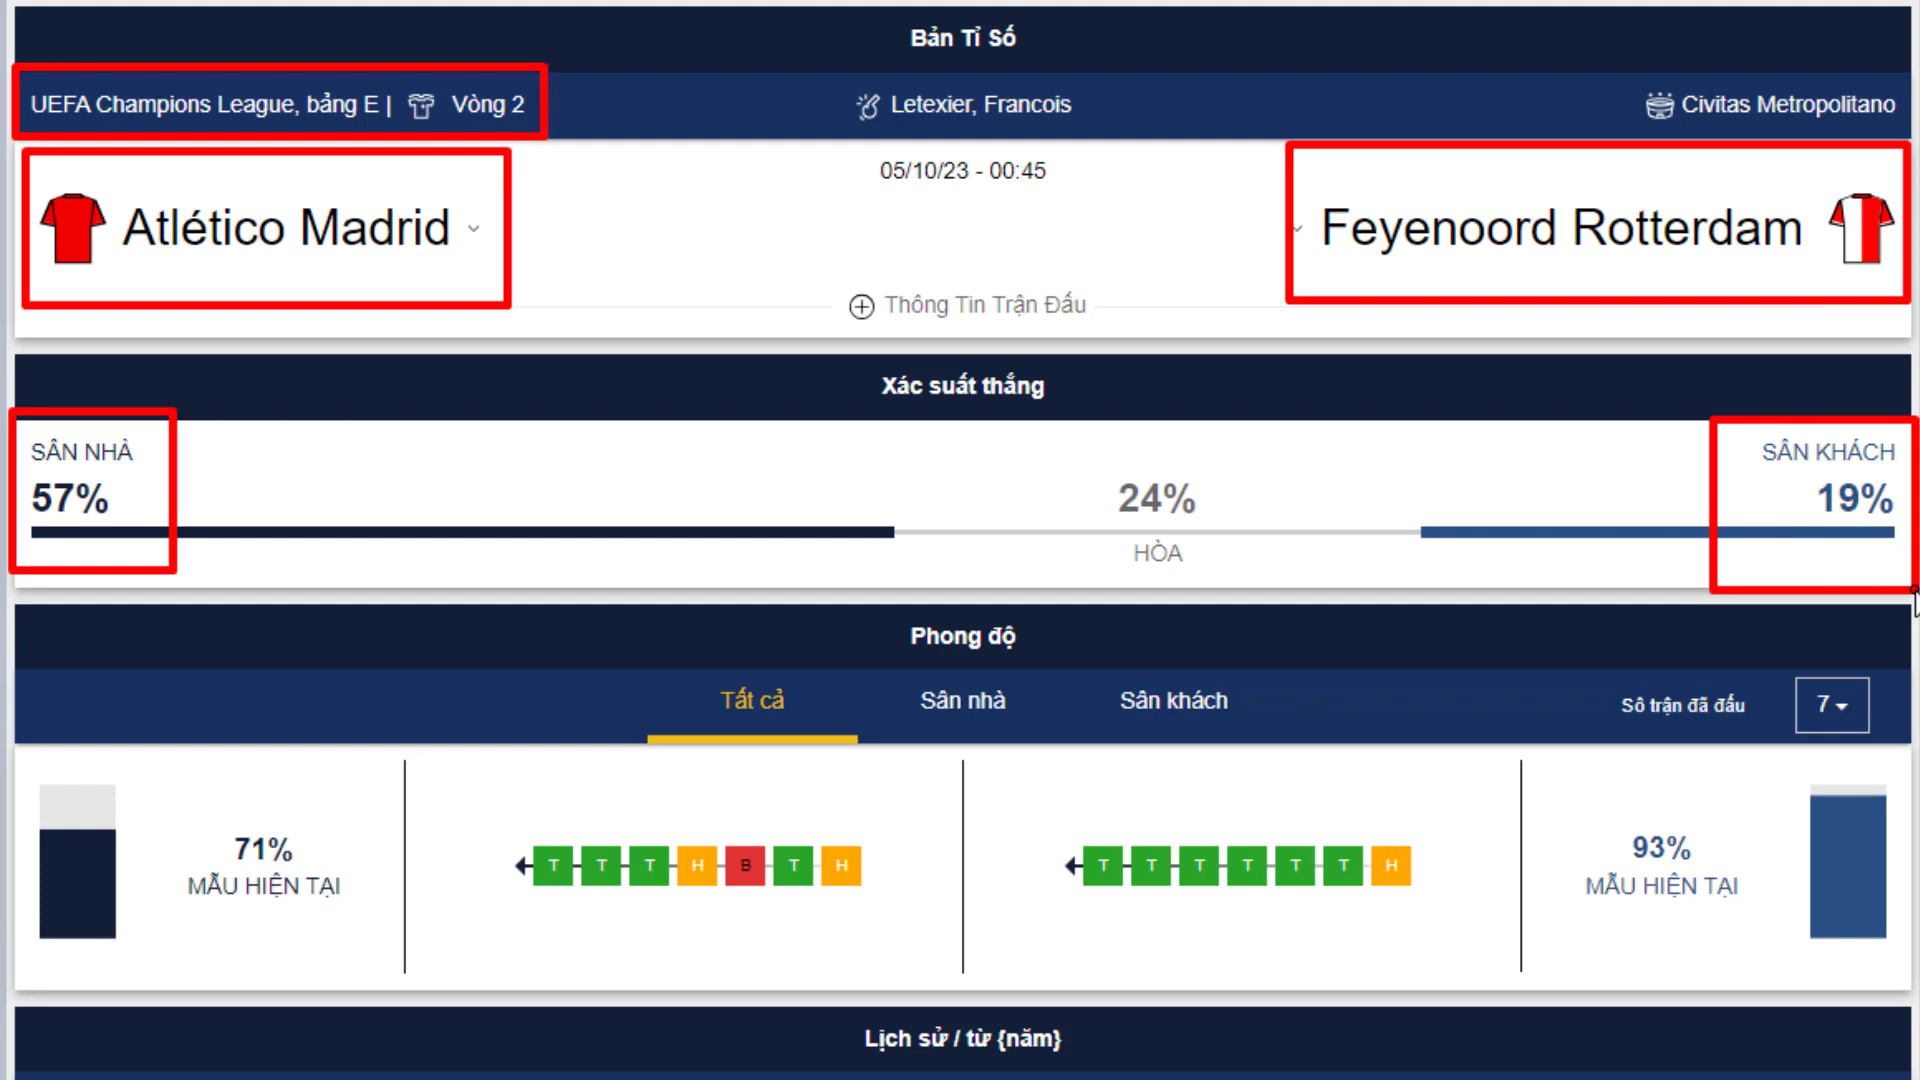 Bản Tỉ Số
UEFA Champions League, bảng E | Vòng 2
Letexier, Francois
Civitas Metropolitano
05/10/23 - 00:45
Atlético Madrid
Feyenoord Rotterdam
Thông Tin Trận Đấu
Xác suất thắng
SÂN NHÀ
57%
24%
HÒA
SÂN KHÁCH
19%
Phong độ
Tất cả
Sân nhà
Sân khách
Số trận đã đấu
7
71%
MẪU HIỆN TẠI
T T T H B T H
T T T T T T H
93%
MẪU HIỆN TẠI
Lịch sử / từ {năm}